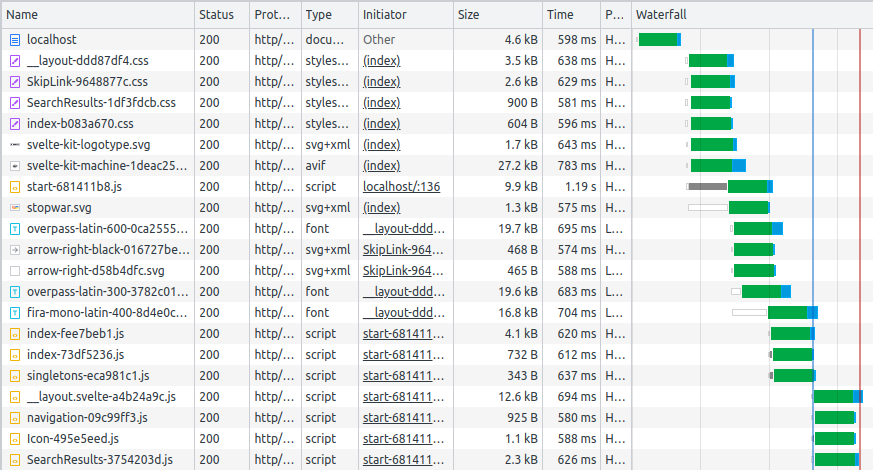 Name Status Prot... Type Initiator Size Time P... Waterfall
localhost 200 http/... docu... Other 4.6 kB 598 ms H...
__layout-ddd87df4.css 200 http/... styles... (index) 3.5 kB 638 ms H...
SkipLink-9648877c.css 200 http/... styles... (index) 2.6 kB 629 ms H...
SearchResults-1df3fdcb.css 200 http/... styles... (index) 900 B 581 ms H...
index-b083a670.css 200 http/... styles... (index) 604 B 596 ms H...
svelte-kit-logotype.svg 200 http/... svg+xml (index) 1.7 kB 643 ms H...
svelte-kit-machine-1deac25... 200 http/... avif (index) 27.2 kB 783 ms H...
start-681411b8.js 200 http/... script localhost/:136 9.9 kB 1.19 s H...
stopwar.svg 200 http/... svg+xml (index) 1.3 kB 575 ms H...
overpass-latin-600-0ca2555... 200 http/... font __layout-ddd... 19.7 kB 695 ms L...
arrow-right-black-016727be... 200 http/... svg+xml SkipLink-964... 468 B 574 ms H...
arrow-right-d58b4dfc.svg 200 http/... svg+xml SkipLink-964... 465 B 588 ms L...
overpass-latin-300-3782c01... 200 http/... font __layout-ddd... 19.6 kB 683 ms L...
fira-mono-latin-400-8d4e0c... 200 http/... font __layout-ddd... 16.8 kB 704 ms L...
index-fee7beb1.js 200 http/... script start-681411... 4.1 kB 620 ms H...
index-73df5236.js 200 http/... script start-681411... 732 B 612 ms H...
singletons-eca981c1.js 200 http/... script start-681411... 343 B 637 ms H...
__layout.svelte-a4b24a9c.js 200 http/... script start-681411... 12.6 kB 694 ms H...
navigation-09c99ff3.js 200 http/... script start-681411... 925 B 580 ms H...
Icon-495e5eed.js 200 http/... script start-681411... 1.1 kB 588 ms H...
SearchResults-3754203d.js 200 http/... script start-681411... 2.3 kB 626 ms H...